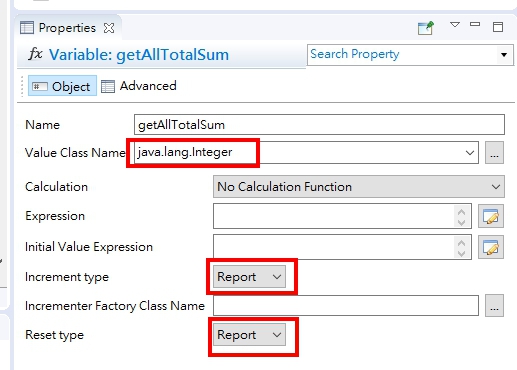 Properties
fx Variable: getAllTotalSum
Search Property
Object
Advanced
Name getAllTotalSum
Value Class Name java.lang.Integer ...
Calculation No Calculation Function
Expression
Initial Value Expression
Increment type Report
Incrementer Factory Class Name ...
Reset type Report